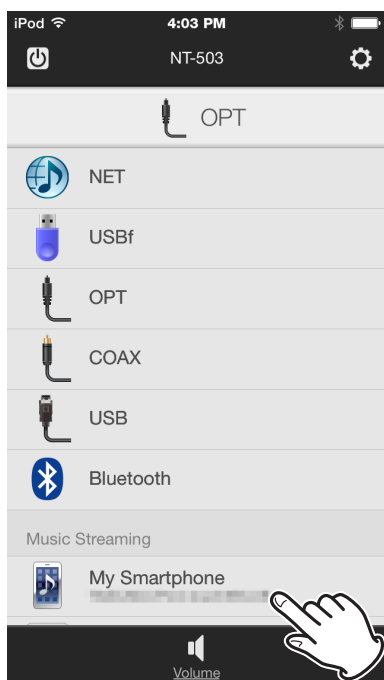 iPod 4:03 PM
NT-503
OPT
NET
USBf
OPT
COAX
USB
Bluetooth
Music Streaming
My Smartphone
Volume